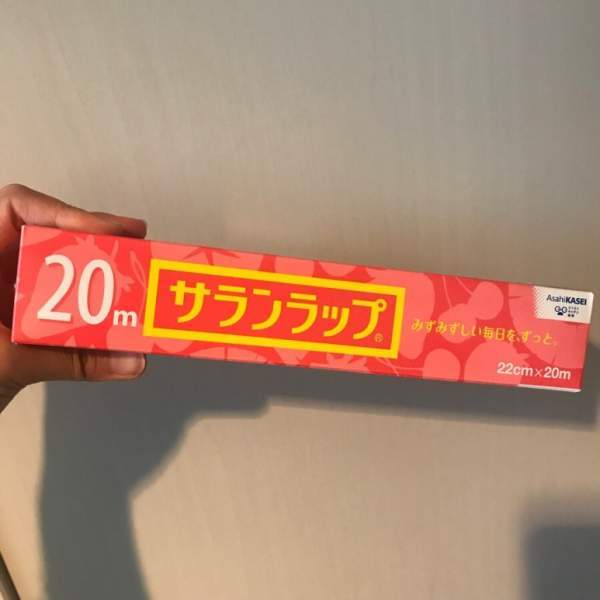 20m
サランラップ®
みずみずしい毎日を、ずっと。
AsahiKASEI
22cm×20m